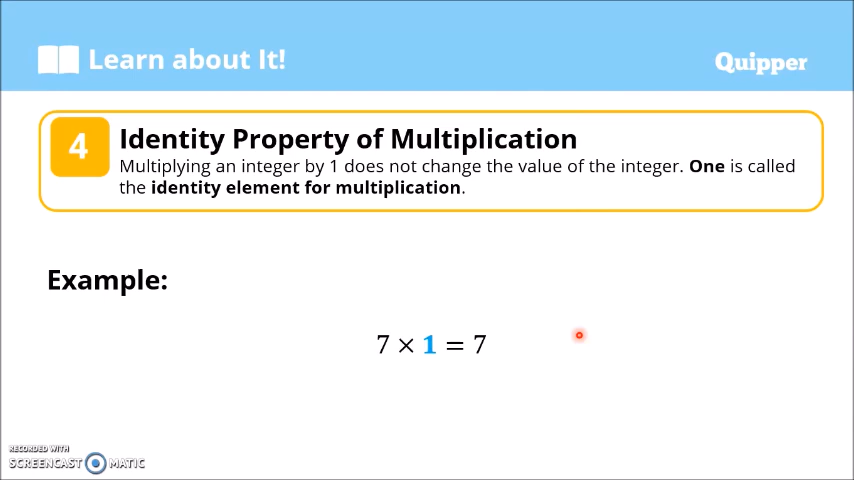 Learn about It!
Quipper
4
Identity Property of Multiplication
Multiplying an integer by 1 does not change the value of the integer. One is called
the identity element for multiplication.
Example:
7 × 1 = 7
RECORDED WITH
SCREENCAST MATIC